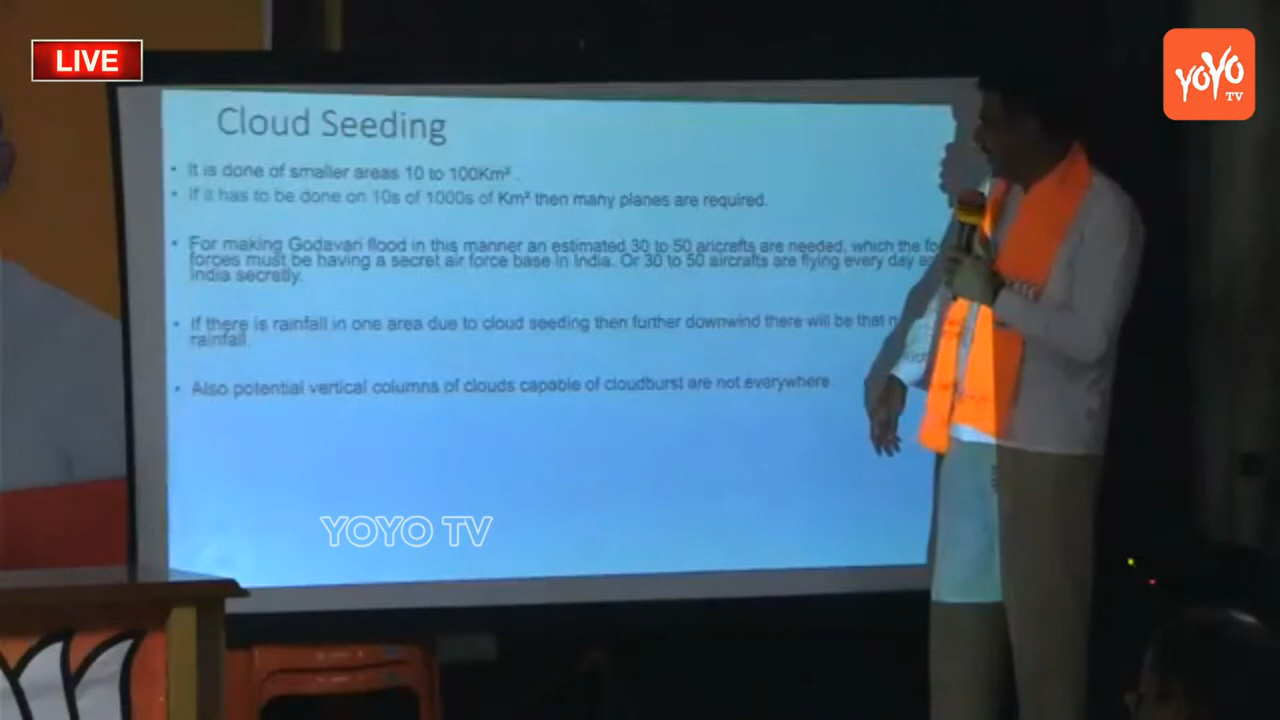 LIVE
YOYO
TV
Cloud Seeding
• It is done of smaller areas 10 to 100Km² .
• If it has to be done on 10s of 1000s of Km² then many planes are required.
• For making Godavari flood in this manner an estimated 30 to 50 aricrafts are needed, which the
forces must be having a secret air force base in India. Or 30 to 50 aircrafts are flying every day
India secretly.
• If there is rainfall in one area due to cloud seeding then further downwind there will be that
rainfall.
• Also potential vertical columns of clouds capable of cloudburst are not everywhere
YOYO TV